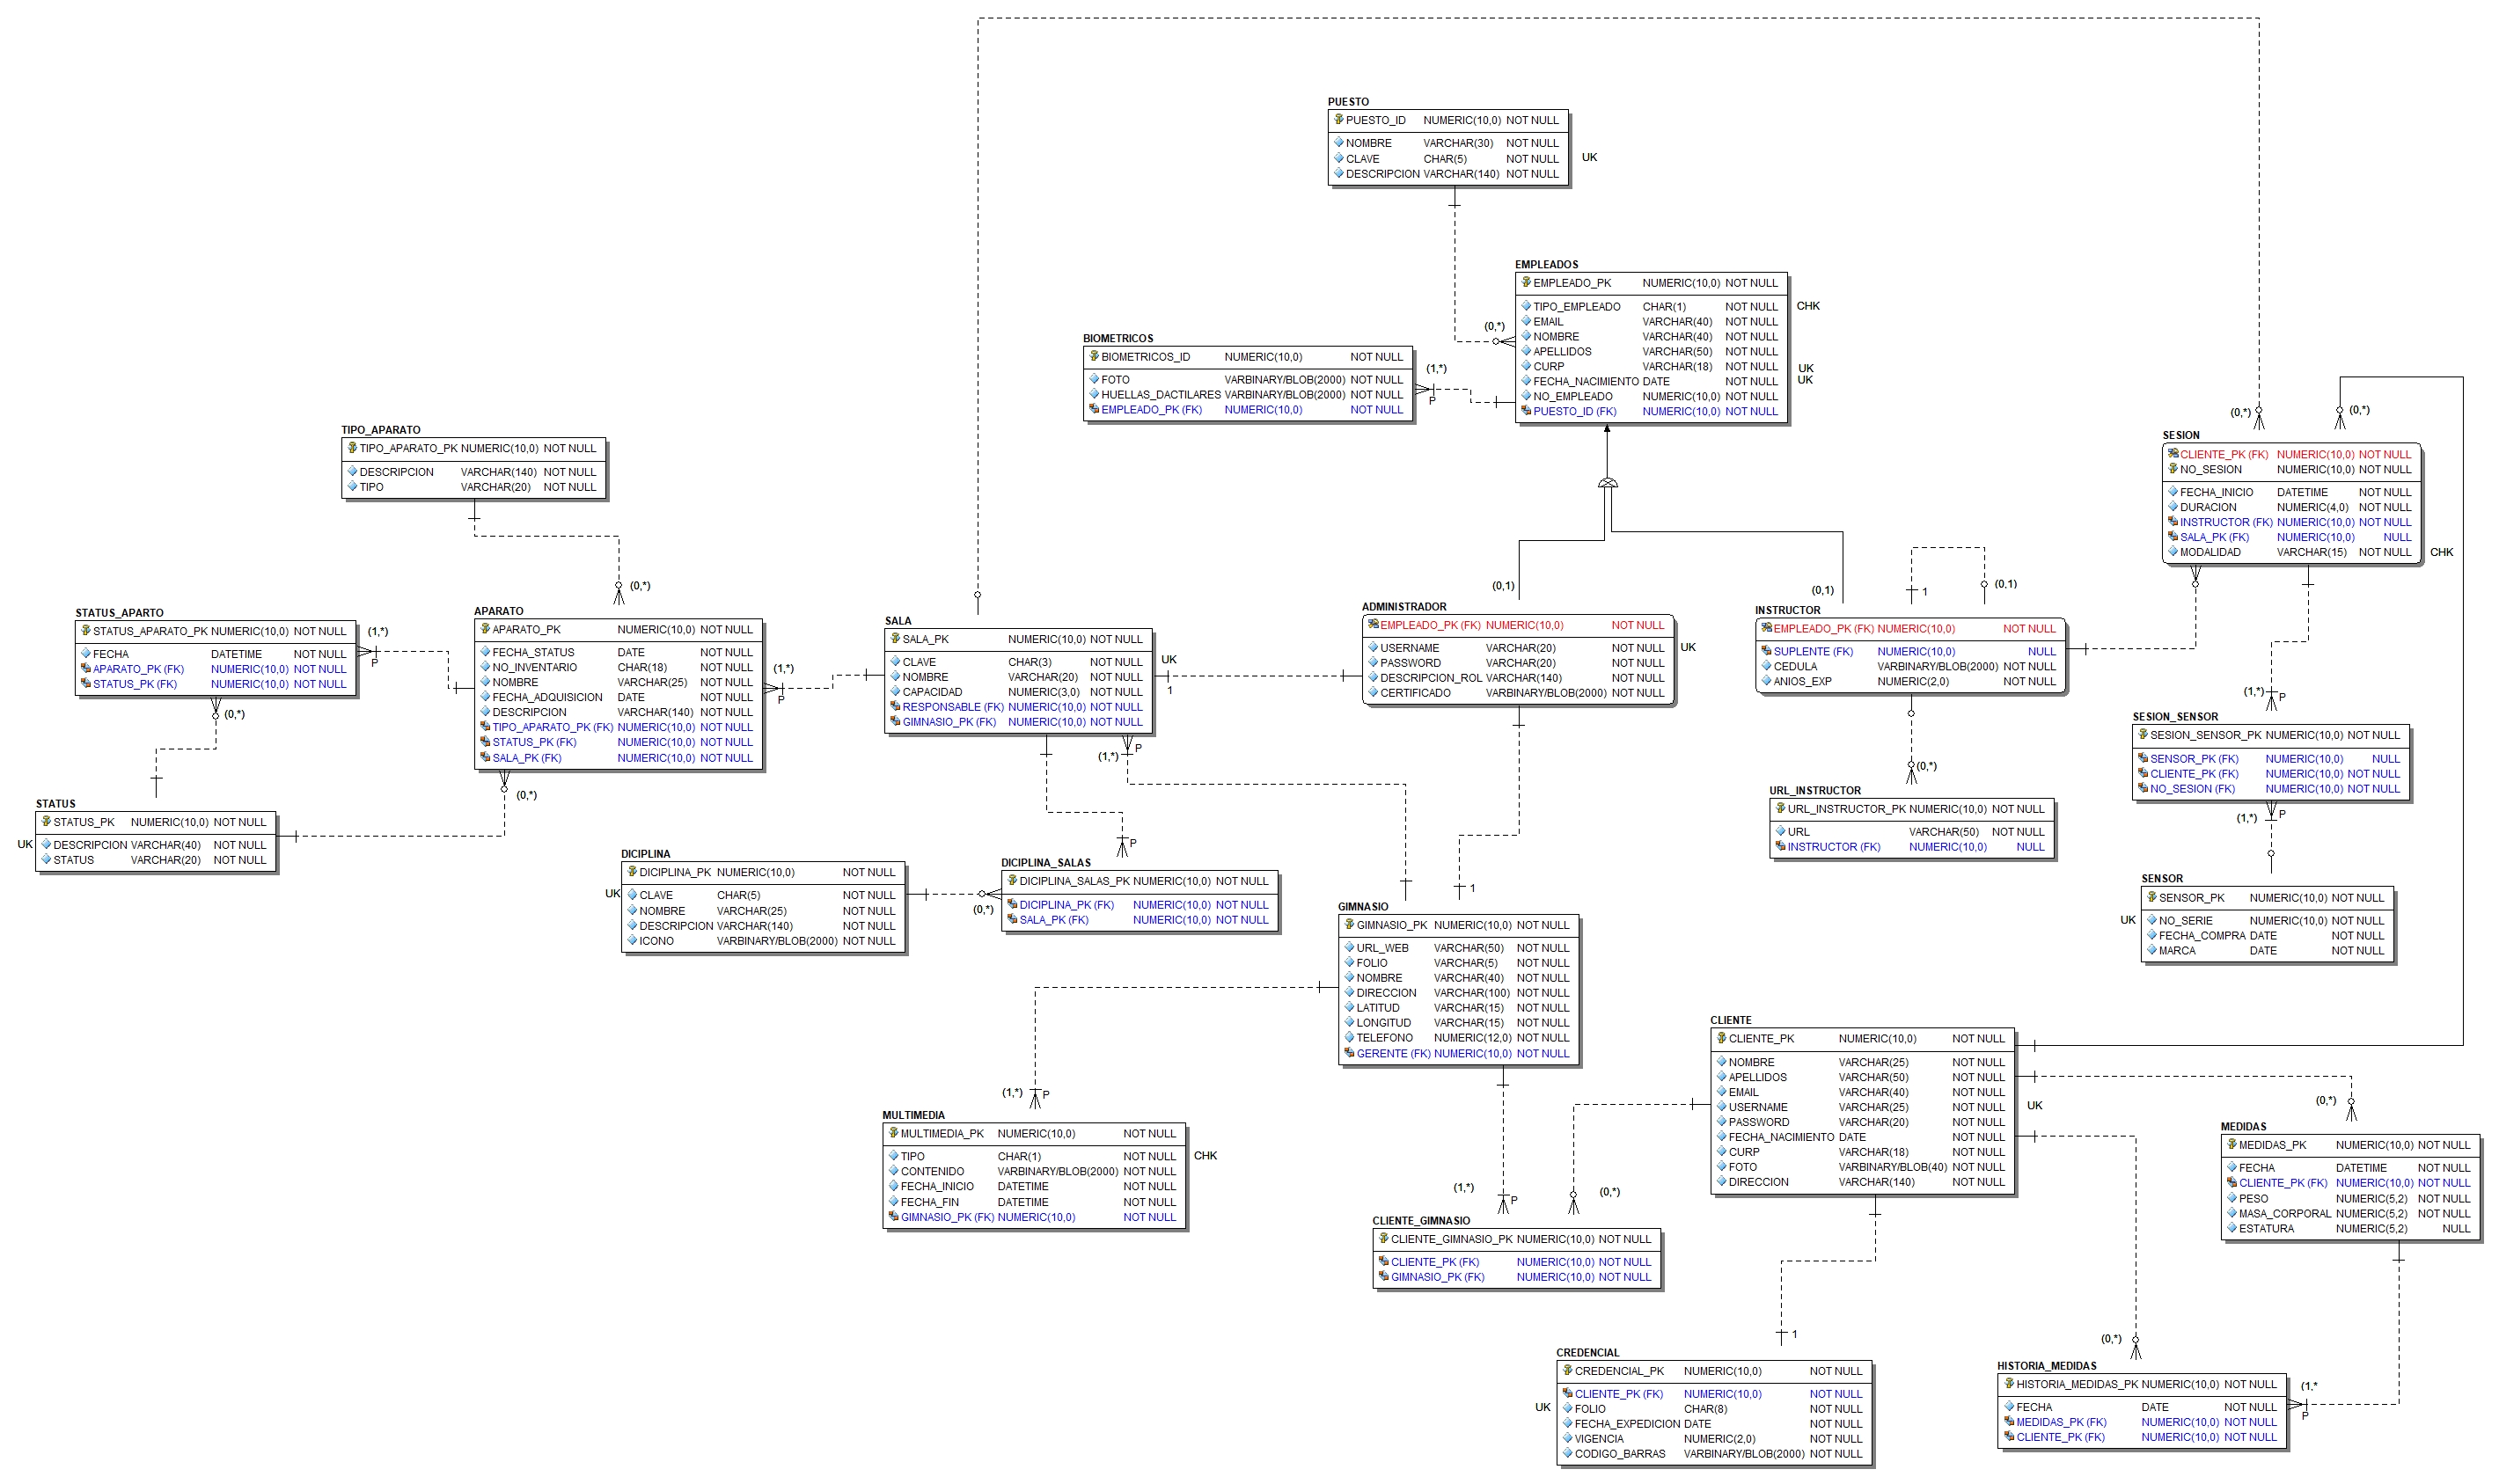 PUESTO
PUESTO_ID NUMERIC(10,0) NOT NULL
NOMBRE VARCHAR(30) NOT NULL
CLAVE CHAR(5) NOT NULL UK
DESCRIPCION VARCHAR(140) NOT NULL
EMPLEADOS
EMPLEADO_PK NUMERIC(10,0) NOT NULL
TIPO_EMPLEADO CHAR(1) NOT NULL CHK
EMAIL VARCHAR(40) NOT NULL
NOMBRE VARCHAR(40) NOT NULL
APELLIDOS VARCHAR(50) NOT NULL
CURP VARCHAR(18) NOT NULL UK
FECHA_NACIMIENTO DATE NOT NULL UK
NO_EMPLEADO NUMERIC(10,0) NOT NULL
PUESTO_ID (FK) NUMERIC(10,0) NOT NULL
(0,*)
BIOMETRICOS
BIOMETRICOS_ID NUMERIC(10,0) NOT NULL
FOTO VARBINARY/BLOB(2000) NOT NULL
HUELLAS_DACTILARES VARBINARY/BLOB(2000) NOT NULL
EMPLEADO_PK (FK) NUMERIC(10,0) NOT NULL
(1,*)
P
TIPO_APARATO
TIPO_APARATO_PK NUMERIC(10,0) NOT NULL
DESCRIPCION VARCHAR(140) NOT NULL
TIPO VARCHAR(20) NOT NULL
(0,*)
(0,*) (0,*)
SESION
CLIENTE_PK (FK) NUMERIC(10,0) NOT NULL
NO_SESION NUMERIC(10,0) NOT NULL
FECHA_INICIO DATETIME NOT NULL
DURACION NUMERIC(4,0) NOT NULL
INSTRUCTOR (FK) NUMERIC(10,0) NOT NULL
SALA_PK (FK) NUMERIC(10,0) NULL
MODALIDAD VARCHAR(15) NOT NULL CHK
STATUS_APARTO
STATUS_APARATO_PK NUMERIC(10,0) NOT NULL
FECHA DATETIME NOT NULL
APARATO_PK (FK) NUMERIC(10,0) NOT NULL
STATUS_PK (FK) NUMERIC(10,0) NOT NULL
(1,*)
P
(0,*)
APARATO
APARATO_PK NUMERIC(10,0) NOT NULL
FECHA_STATUS DATE NOT NULL
NO_INVENTARIO CHAR(18) NOT NULL
NOMBRE VARCHAR(25) NOT NULL
FECHA_ADQUISICION DATE NOT NULL
DESCRIPCION VARCHAR(140) NOT NULL
TIPO_APARATO_PK (FK) NUMERIC(10,0) NOT NULL
STATUS_PK (FK) NUMERIC(10,0) NOT NULL
SALA_PK (FK) NUMERIC(10,0) NOT NULL
(1,*)
P
(0,*)
SALA
SALA_PK NUMERIC(10,0) NOT NULL
CLAVE CHAR(3) NOT NULL UK
NOMBRE VARCHAR(20) NOT NULL
CAPACIDAD NUMERIC(3,0) NOT NULL 1
RESPONSABLE (FK) NUMERIC(10,0) NOT NULL
GIMNASIO_PK (FK) NUMERIC(10,0) NOT NULL
(1,*) P
(0,1)
ADMINISTRADOR
EMPLEADO_PK (FK) NUMERIC(10,0) NOT NULL
USERNAME VARCHAR(20) NOT NULL UK
PASSWORD VARCHAR(20) NOT NULL
DESCRIPCION_ROL VARCHAR(140) NOT NULL
CERTIFICADO VARBINARY/BLOB(2000) NOT NULL
(0,1)
1 (0,1)
INSTRUCTOR
EMPLEADO_PK (FK) NUMERIC(10,0) NOT NULL
SUPLENTE (FK) NUMERIC(10,0) NULL
CEDULA VARBINARY/BLOB(2000) NOT NULL
ANIOS_EXP NUMERIC(2,0) NOT NULL
(0,*)
URL_INSTRUCTOR
URL_INSTRUCTOR_PK NUMERIC(10,0) NOT NULL
URL VARCHAR(50) NOT NULL
INSTRUCTOR (FK) NUMERIC(10,0) NULL
(1,*) P
SESION_SENSOR
SESION_SENSOR_PK NUMERIC(10,0) NOT NULL
SENSOR_PK (FK) NUMERIC(10,0) NULL
CLIENTE_PK (FK) NUMERIC(10,0) NOT NULL
NO_SESION (FK) NUMERIC(10,0) NOT NULL
(1,*) P
SENSOR
SENSOR_PK NUMERIC(10,0) NOT NULL
UK NO_SERIE NUMERIC(10,0) NOT NULL
FECHA_COMPRA DATE NOT NULL
MARCA DATE NOT NULL
STATUS
STATUS_PK NUMERIC(10,0) NOT NULL
UK DESCRIPCION VARCHAR(40) NOT NULL
STATUS VARCHAR(20) NOT NULL
DICIPLINA
DICIPLINA_PK NUMERIC(10,0) NOT NULL
UK CLAVE CHAR(5) NOT NULL
NOMBRE VARCHAR(25) NOT NULL
DESCRIPCION VARCHAR(140) NOT NULL
ICONO VARBINARY/BLOB(2000) NOT NULL
(0,*)
P
DICIPLINA_SALAS
DICIPLINA_SALAS_PK NUMERIC(10,0) NOT NULL
DICIPLINA_PK (FK) NUMERIC(10,0) NOT NULL
SALA_PK (FK) NUMERIC(10,0) NOT NULL
1
GIMNASIO
GIMNASIO_PK NUMERIC(10,0) NOT NULL
URL_WEB VARCHAR(50) NOT NULL
FOLIO VARCHAR(5) NOT NULL
NOMBRE VARCHAR(40) NOT NULL
DIRECCION VARCHAR(100) NOT NULL
LATITUD VARCHAR(15) NOT NULL
LONGITUD VARCHAR(15) NOT NULL
TELEFONO NUMERIC(12,0) NOT NULL
GERENTE (FK) NUMERIC(10,0) NOT NULL
(1,*) P
MULTIMEDIA
MULTIMEDIA_PK NUMERIC(10,0) NOT NULL
TIPO CHAR(1) NOT NULL CHK
CONTENIDO VARBINARY/BLOB(2000) NOT NULL
FECHA_INICIO DATETIME NOT NULL
FECHA_FIN DATETIME NOT NULL
GIMNASIO_PK (FK) NUMERIC(10,0) NOT NULL
CLIENTE
CLIENTE_PK NUMERIC(10,0) NOT NULL
NOMBRE VARCHAR(25) NOT NULL
APELLIDOS VARCHAR(50) NOT NULL
EMAIL VARCHAR(40) NOT NULL
USERNAME VARCHAR(25) NOT NULL UK
PASSWORD VARCHAR(20) NOT NULL
FECHA_NACIMIENTO DATE NOT NULL
CURP VARCHAR(18) NOT NULL
FOTO VARBINARY/BLOB(40) NOT NULL
DIRECCION VARCHAR(140) NOT NULL
(1,*) P (0,*)
CLIENTE_GIMNASIO
CLIENTE_GIMNASIO_PK NUMERIC(10,0) NOT NULL
CLIENTE_PK (FK) NUMERIC(10,0) NOT NULL
GIMNASIO_PK (FK) NUMERIC(10,0) NOT NULL
(0,*)
MEDIDAS
MEDIDAS_PK NUMERIC(10,0) NOT NULL
FECHA DATETIME NOT NULL
CLIENTE_PK (FK) NUMERIC(10,0) NOT NULL
PESO NUMERIC(5,2) NOT NULL
MASA_CORPORAL NUMERIC(5,2) NOT NULL
ESTATURA NUMERIC(5,2) NULL
1
CREDENCIAL
CREDENCIAL_PK NUMERIC(10,0) NOT NULL
CLIENTE_PK (FK) NUMERIC(10,0) NOT NULL
UK FOLIO CHAR(8) NOT NULL
FECHA_EXPEDICION DATE NOT NULL
VIGENCIA NUMERIC(2,0) NOT NULL
CODIGO_BARRAS VARBINARY/BLOB(2000) NOT NULL
(0,*)
HISTORIA_MEDIDAS
HISTORIA_MEDIDAS_PK NUMERIC(10,0) NOT NULL
FECHA DATE NOT NULL
MEDIDAS_PK (FK) NUMERIC(10,0) NOT NULL
CLIENTE_PK (FK) NUMERIC(10,0) NOT NULL
(1,*
P